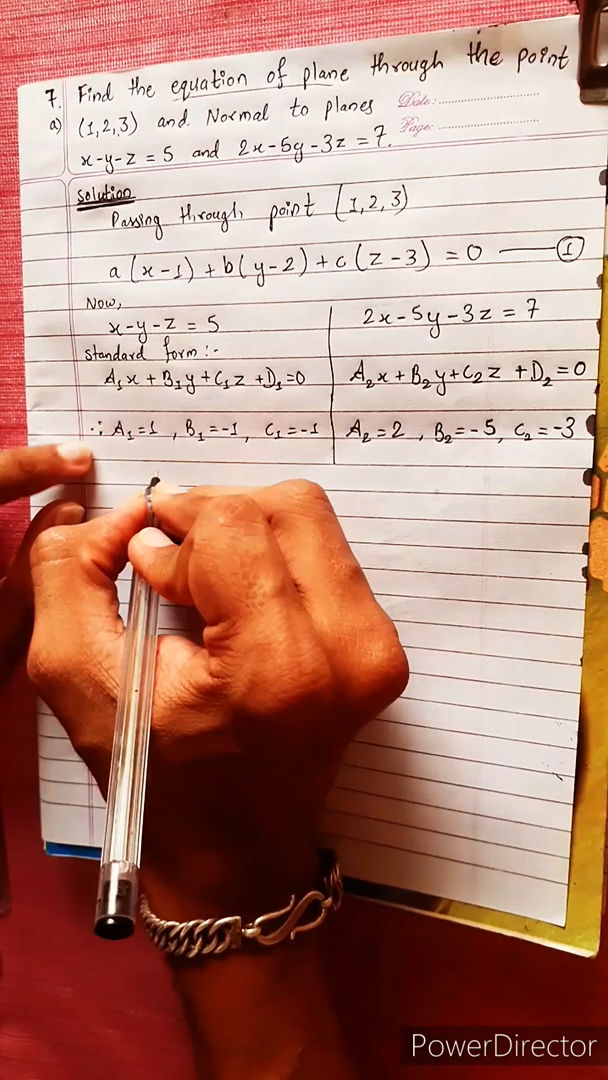 7. Find the equation of plane through the point
a) (1,2,3) and Normal to planes
Date:
x-y-z = 5 and 2x-5y-3z = 7.
Page:
Solution
Passing through point (1,2,3)
a(x-1) + b(y-2) + c(z-3) = 0 — ①
Now,
x-y-z = 5
2x-5y-3z = 7
standard form:-
A₁x + B₁y + C₁z + D₁ = 0
A₂x + B₂y + C₂z + D₂ = 0
∴ A₁=1, B₁=-1, C₁=-1
A₂=2, B₂=-5, C₂=-3
PowerDirector